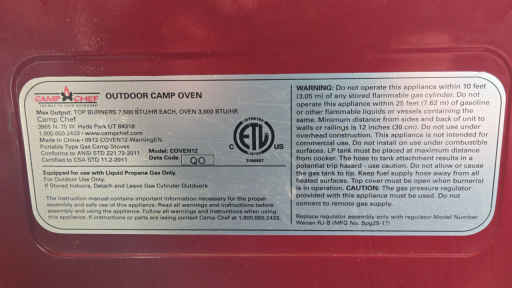 CAMP CHEF
OUTDOOR CAMP OVEN
Max Output: TOP BURNERS 7,500 BTU/HR EACH, OVEN 3,000 BTU/HR
Camp Chef
3985 N. 75 W. Hyde Park UT 84318
1.800.650.2433 • www.campchef.com
Made in China • 0913 COVEN12 WarningEN
Portable Type Gas Camp Stoves
Conforms to ANSI STD Z21.72-2011
Certified to CSA STD 11.2-2011
Model: COVEN12
Date Code QO
C ETL US
INTERTEK
Equipped for use with Liquid Propane Gas Only.
For Outdoor Use Only.
If Stored Indoors, Detach and Leave Gas Cylinder Outdoors
The instruction manual contains important information necessary for the proper
assembly and safe use of this appliance. Read all warnings and instructions before
assembling and using the appliance. Follow all warnings and instructions when using
this appliance. If instructions or parts are lacking contact Camp Chef at 1.800.650.2433.
WARNING: Do not operate this appliance within 10 feet
(3.05 m) of any stored flammable gas cylinder. Do not
operate this appliance within 25 feet (7.62 m) of gasoline
or other flammable liquids or vessels containing the
same. Minimum distance from sides and back of unit to
walls or railings is 12 inches (30 cm). Do not use under
overhead construction. This appliance is not intended for
commercial use. Do not install or use under combustible
surfaces. LP tank must be placed at maximum distance
from cooker. The hose to tank attachment results in a
potential trip hazard - use caution. Do not allow or cause
the gas tank to tip. Keep fuel supply hose away from all
heated surfaces. Top cover must be open when burner(s)
is in operation. CAUTION: The gas pressure regulator
provided with this appliance must be used. Do not
connect to remote gas supply.
Replace regulator assembly only with regulator Model Number